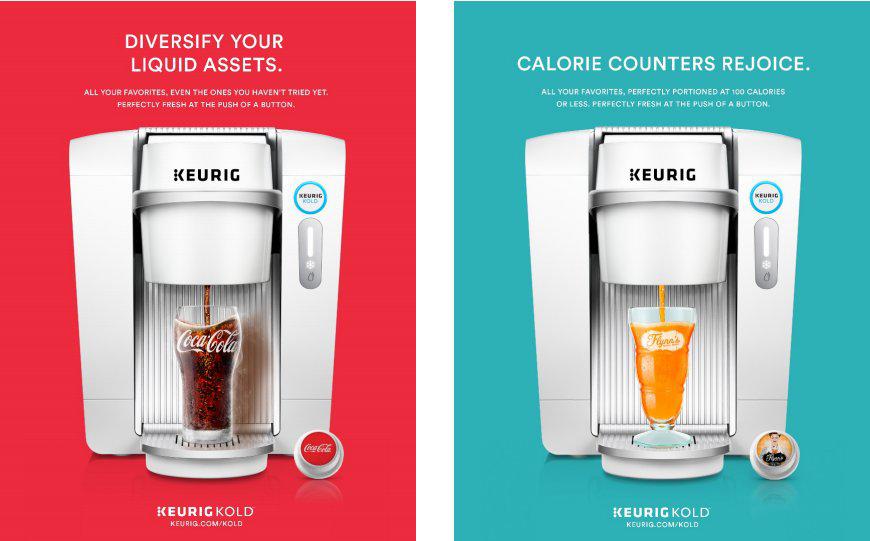 DIVERSIFY YOUR
LIQUID ASSETS.
ALL YOUR FAVORITES, EVEN THE ONES YOU HAVEN'T TRIED YET.
PERFECTLY FRESH AT THE PUSH OF A BUTTON.
KEURIG
KEURIG
KOLD
Coca-Cola
Coca-Cola
KEURIG KOLD
KEURIG.COM/KOLD
CALORIE COUNTERS REJOICE.
ALL YOUR FAVORITES, PERFECTLY PORTIONED AT 100 CALORIES
OR LESS. PERFECTLY FRESH AT THE PUSH OF A BUTTON.
KEURIG
KEURIG
KOLD
Flynn's
Flynn's
KEURIG KOLD
KEURIG.COM/KOLD